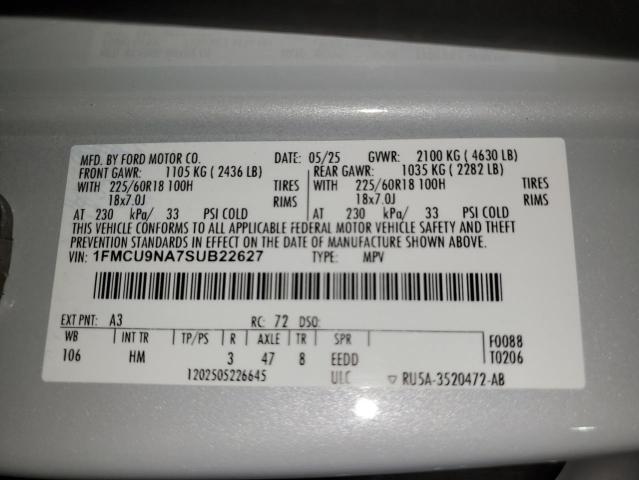 MFD. BY FORD MOTOR CO. DATE: 05/25 GVWR: 2100 KG ( 4630 LB)
FRONT GAWR: 1105 KG ( 2436 LB) REAR GAWR: 1035 KG ( 2282 LB)
WITH 225/60R18 100H TIRES WITH 225/60R18 100H TIRES
18x7.0J RIMS 18x7.0J RIMS
AT 230 kPa/ 33 PSI COLD AT 230 kPa/ 33 PSI COLD
THIS VEHICLE CONFORMS TO ALL APPLICABLE FEDERAL MOTOR VEHICLE SAFETY AND THEFT
PREVENTION STANDARDS IN EFFECT ON THE DATE OF MANUFACTURE SHOWN ABOVE.
VIN: 1FMCU9NA7SUB22627 TYPE: MPV
EXT PNT: A3 RC: 72 DSO:
WB INT TR TP/PS R AXLE TR SPR F0088
106 HM 3 47 8 EEDD T0206
1202505226645 ULC ▽ RU5A-3520472-AB